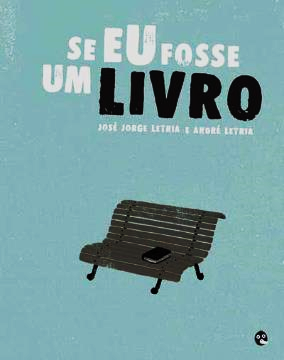 SE EU FOSSE
UM LIVRO
JOSÉ JORGE LETRIA E ANDRÉ LETRIA